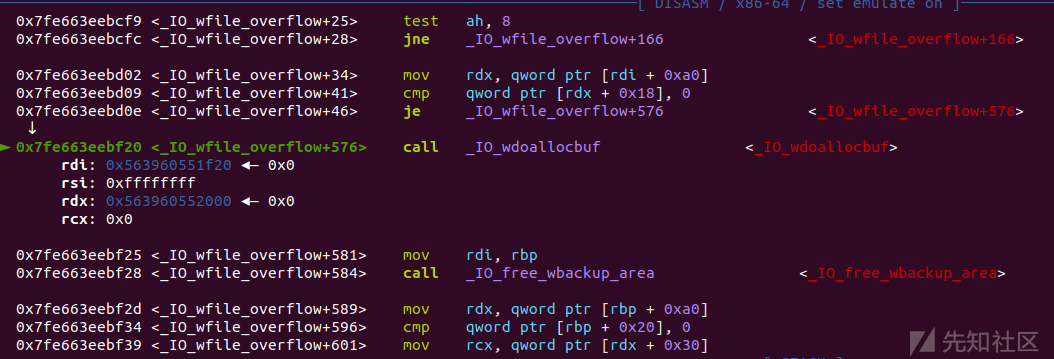 [ DISASM / x86-64 / set emulate on ]
0x7fe663eebcf9 <_IO_wfile_overflow+25> test ah, 8
0x7fe663eebcfc <_IO_wfile_overflow+28> jne _IO_wfile_overflow+166 <_IO_wfile_overflow+166>
0x7fe663eebd02 <_IO_wfile_overflow+34> mov rdx, qword ptr [rdi + 0xa0]
0x7fe663eebd09 <_IO_wfile_overflow+41> cmp qword ptr [rdx + 0x18], 0
0x7fe663eebd0e <_IO_wfile_overflow+46> je _IO_wfile_overflow+576 <_IO_wfile_overflow+576>
↓
► 0x7fe663eebf20 <_IO_wfile_overflow+576> call _IO_wdoallocbuf <_IO_wdoallocbuf>
rdi: 0x563960551f20 ◂— 0x0
rsi: 0xffffffff
rdx: 0x563960552000 ◂— 0x0
rcx: 0x0
0x7fe663eebf25 <_IO_wfile_overflow+581> mov rdi, rbp
0x7fe663eebf28 <_IO_wfile_overflow+584> call _IO_free_wbackup_area <_IO_free_wbackup_area>
0x7fe663eebf2d <_IO_wfile_overflow+589> mov rdx, qword ptr [rbp + 0xa0]
0x7fe663eebf34 <_IO_wfile_overflow+596> cmp qword ptr [rbp + 0x20], 0
0x7fe663eebf39 <_IO_wfile_overflow+601> mov rcx, qword ptr [rdx + 0x30]
先知社区